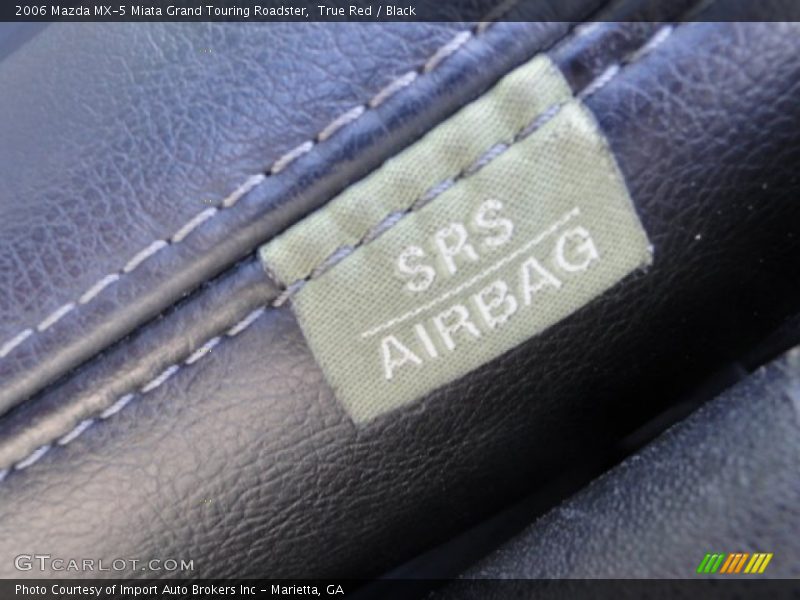 2006 Mazda MX-5 Miata Grand Touring Roadster, True Red / Black
SRS
AIRBAG
GTCARLOT.COM
Photo Courtesy of Import Auto Brokers Inc - Marietta, GA